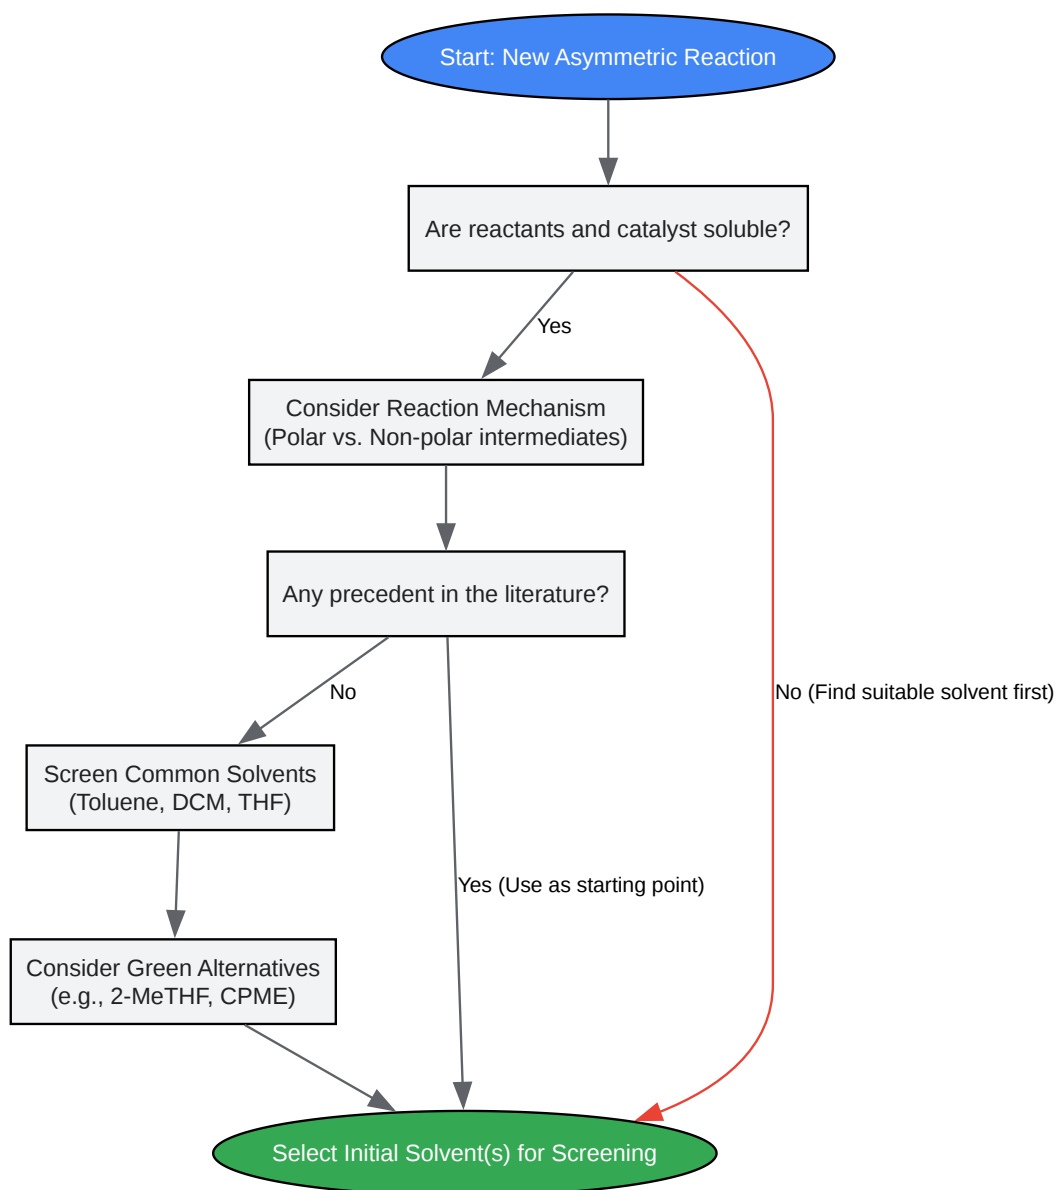 Start: New Asymmetric Reaction
Are reactants and catalyst soluble?
Yes
Consider Reaction Mechanism
(Polar vs. Non-polar intermediates)
Any precedent in the literature?
No
No (Find suitable solvent first)
Screen Common Solvents
(Toluene, DCM, THF)
Yes (Use as starting point)
Consider Green Alternatives
(e.g., 2-MeTHF, CPME)
Select Initial Solvent(s) for Screening